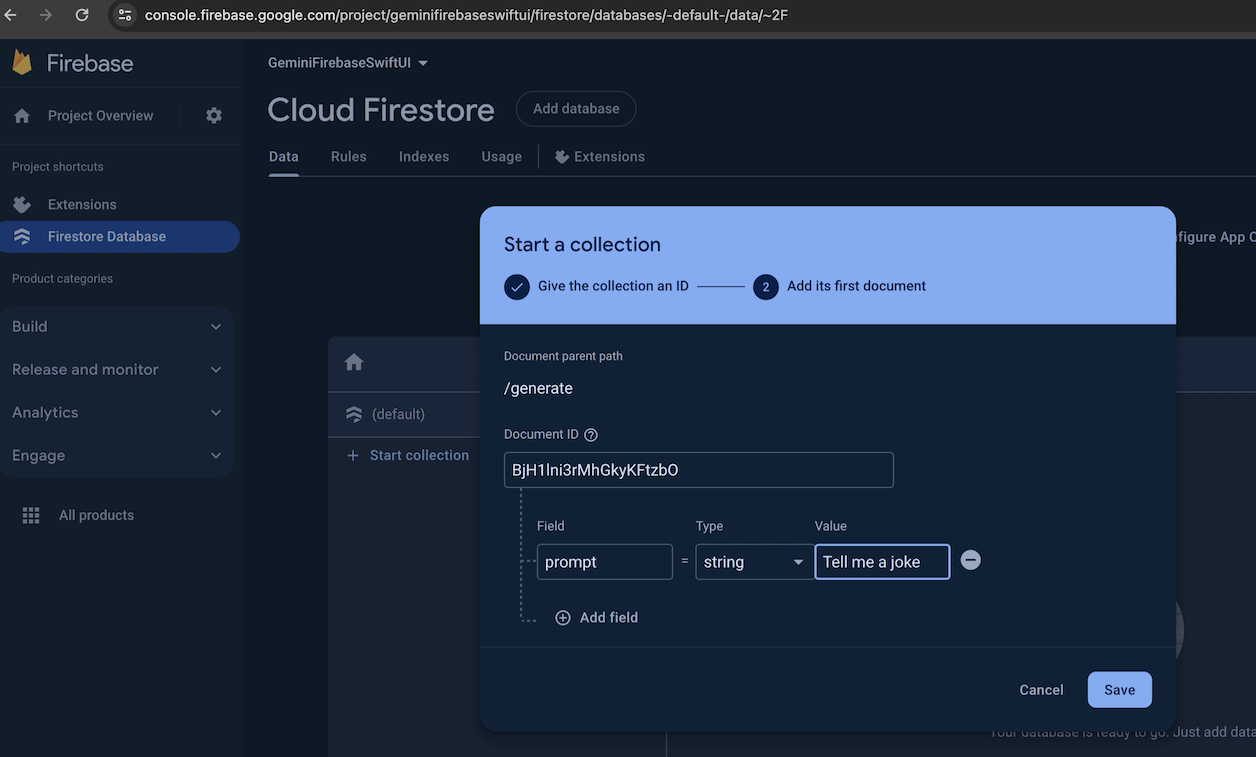 console.firebase.google.com/project/geminifirebaseswiftui/firestore/databases/-default-/data/~2F
Firebase
GeminiFirebaseSwiftUI
Project Overview
Cloud Firestore
Add database
Data
Rules
Indexes
Usage
Extensions
Project shortcuts
Extensions
Firestore Database
Product categories
Build
Release and monitor
Analytics
Engage
All products
(default)
Start collection
figure App C
Start a collection
Give the collection an ID
2
Add its first document
Document parent path
/generate
Document ID
BjH1Ini3rMhGkyKFtzbO
Field
Type
Value
prompt
=
string
Tell me a joke
Add field
Cancel
Save
Your database is ready to go. Just add data